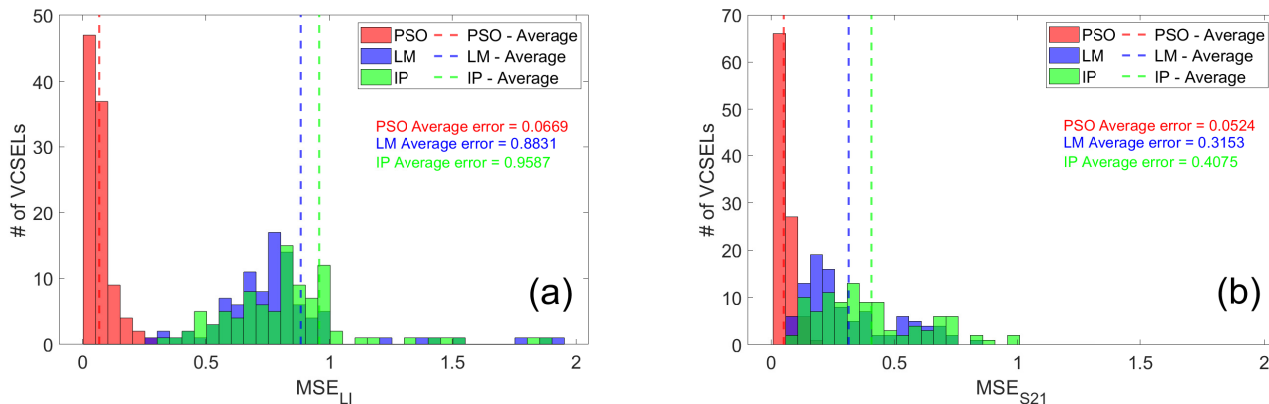 50
40
30
20
10
0
# of VCSELs
0
0.5
1
1.5
2
MSE_LI
PSO
PSO - Average
LM
LM - Average
IP
IP - Average
PSO Average error = 0.0669
LM Average error = 0.8831
IP Average error = 0.9587
(a)
70
60
50
40
30
20
10
0
# of VCSELs
0
0.5
1
1.5
2
MSE_S21
PSO
PSO - Average
LM
LM - Average
IP
IP - Average
PSO Average error = 0.0524
LM Average error = 0.3153
IP Average error = 0.4075
(b)